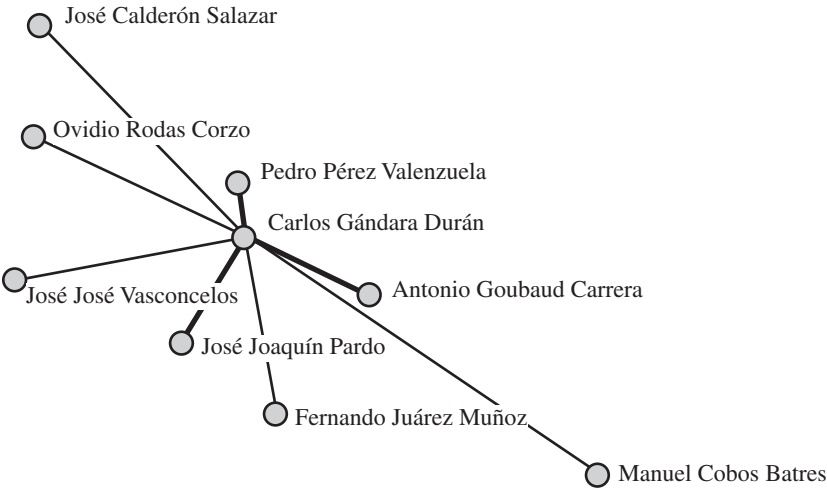 José Calderón Salazar
Ovidio Rodas Corzo
Pedro Pérez Valenzuela
Carlos Gándara Durán
Antonio Goubaud Carrera
José José Vasconcelos
José Joaquín Pardo
Fernando Juárez Muñoz
Manuel Cobos Batres